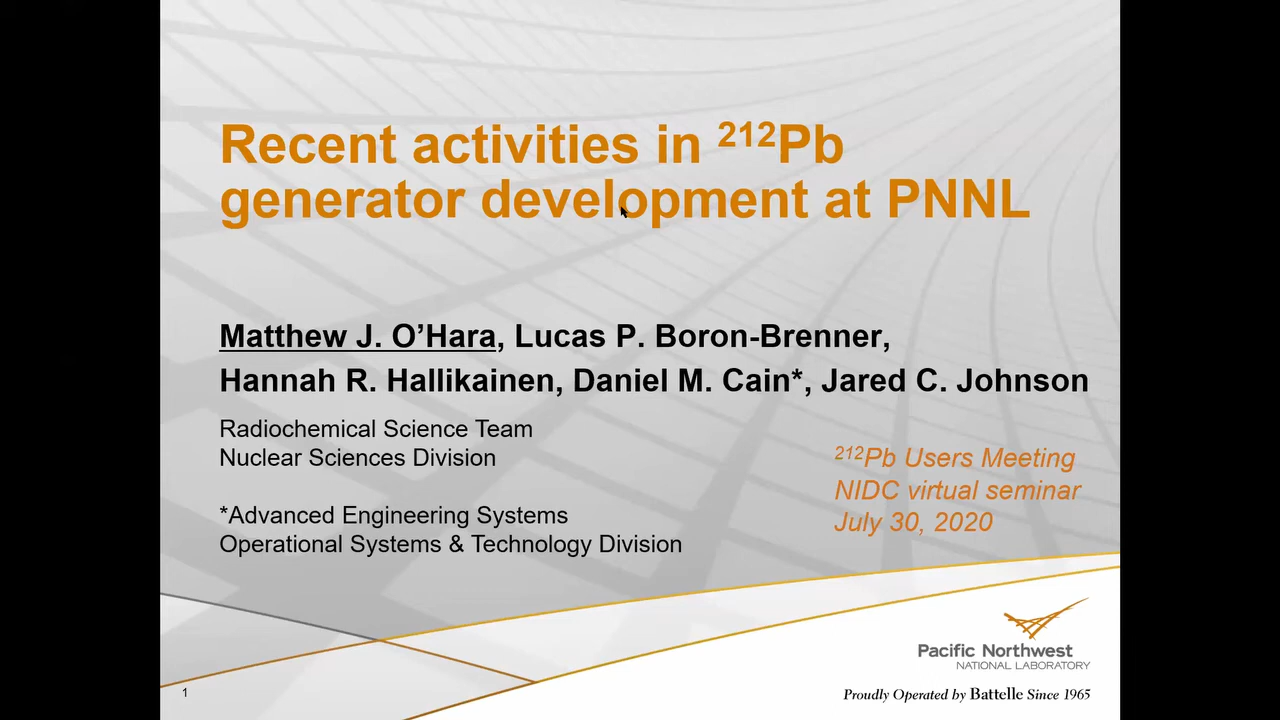 Recent activities in ²¹²Pb
generator development at PNNL
Matthew J. O’Hara, Lucas P. Boron-Brenner,
Hannah R. Hallikainen, Daniel M. Cain*, Jared C. Johnson
Radiochemical Science Team
Nuclear Sciences Division
*Advanced Engineering Systems
Operational Systems & Technology Division
²¹²Pb Users Meeting
NIDC virtual seminar
July 30, 2020
Pacific Northwest
NATIONAL LABORATORY
Proudly Operated by Battelle Since 1965
1